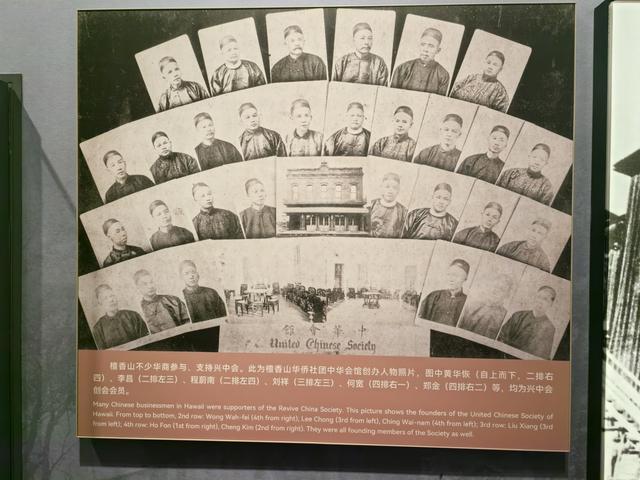 中華會館
United Chinese Society
檀香山不少华商参与、支持兴中会。此为檀香山华侨社团中华会馆创办人物照片，图中黄华恢（自上而下，二排右
四）、李昌（二排左三）、程蔚南（二排左四）、刘祥（三排左三）、何宽（四排右一）、郑金（四排右二）等，均为兴中会
创会会员。
Many Chinese businessmen in Hawaii were supporters of the Revive China Society. This picture shows the founders of the United Chinese Society of
Hawaii. From top to bottom, 2nd row: Wong Wah-fei (4th from right), Lee Chong (3rd from left), Ching Wai-nam (4th from left); 3rd row: Liu Xiang (3rd
from left); 4th row: Ho Fon (1st from right), Cheng Kim (2nd from right). They were all founding members of the Society as well.